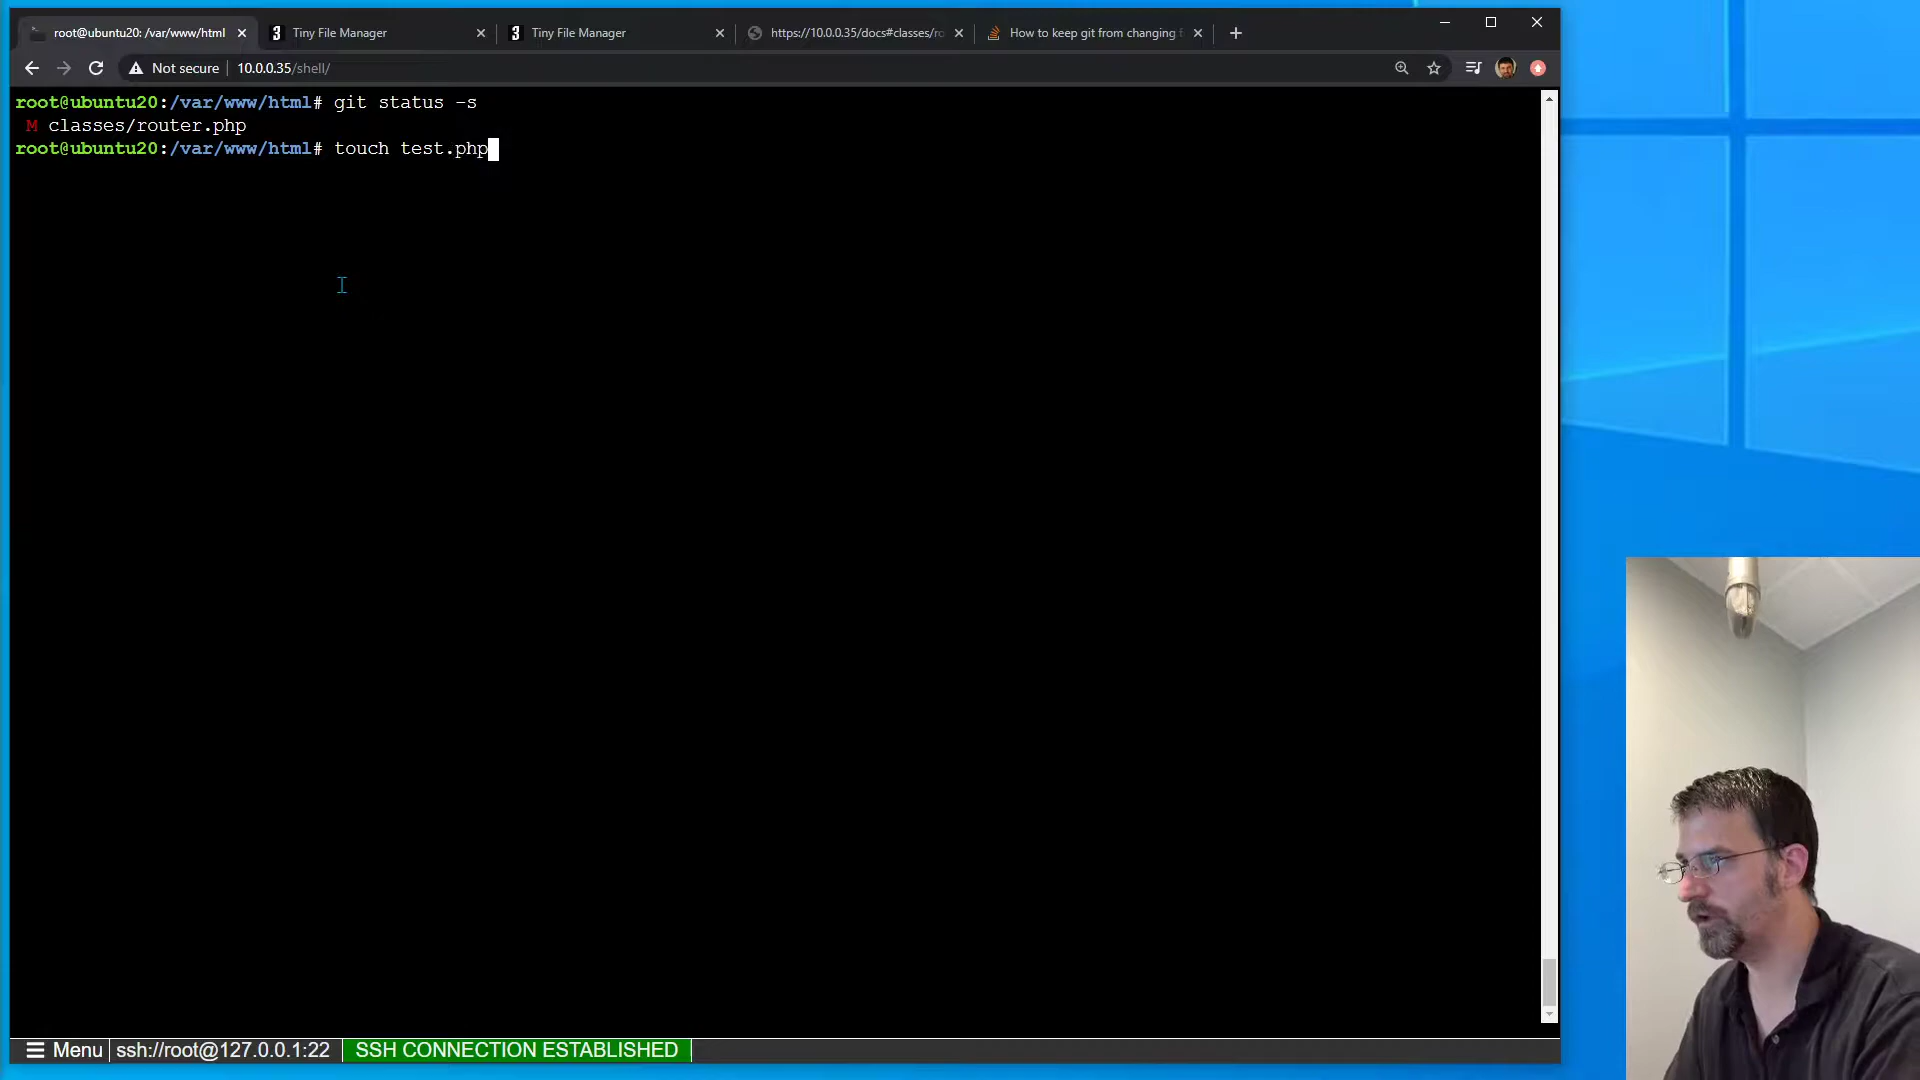 root@ubuntu20: /var/www/html
Tiny File Manager
Tiny File Manager
https://10.0.0.35/docs#classes/ro
How to keep git from changing f
Not secure
10.0.0.35/shell/
root@ubuntu20:/var/www/html# git status -s
M classes/router.php
root@ubuntu20:/var/www/html# touch test.php
Menu
ssh://root@127.0.0.1:22
SSH CONNECTION ESTABLISHED